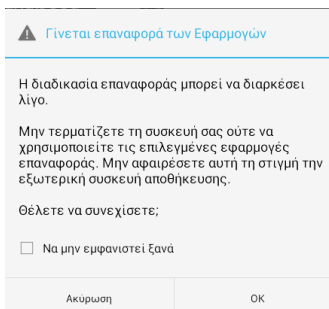 Γίνεται επαναφορά των Εφαρμογών
Η διαδικασία επαναφοράς μπορεί να διαρκέσει
λίγο.
Μην τερματίζετε τη συσκευή σας ούτε να
χρησιμοποιείτε τις επιλεγμένες εφαρμογές
επαναφοράς. Μην αφαιρέσετε αυτή τη στιγμή την
εξωτερική συσκευή αποθήκευσης.
Θέλετε να συνεχίσετε;
Να μην εμφανιστεί ξανά
Ακύρωση
OK